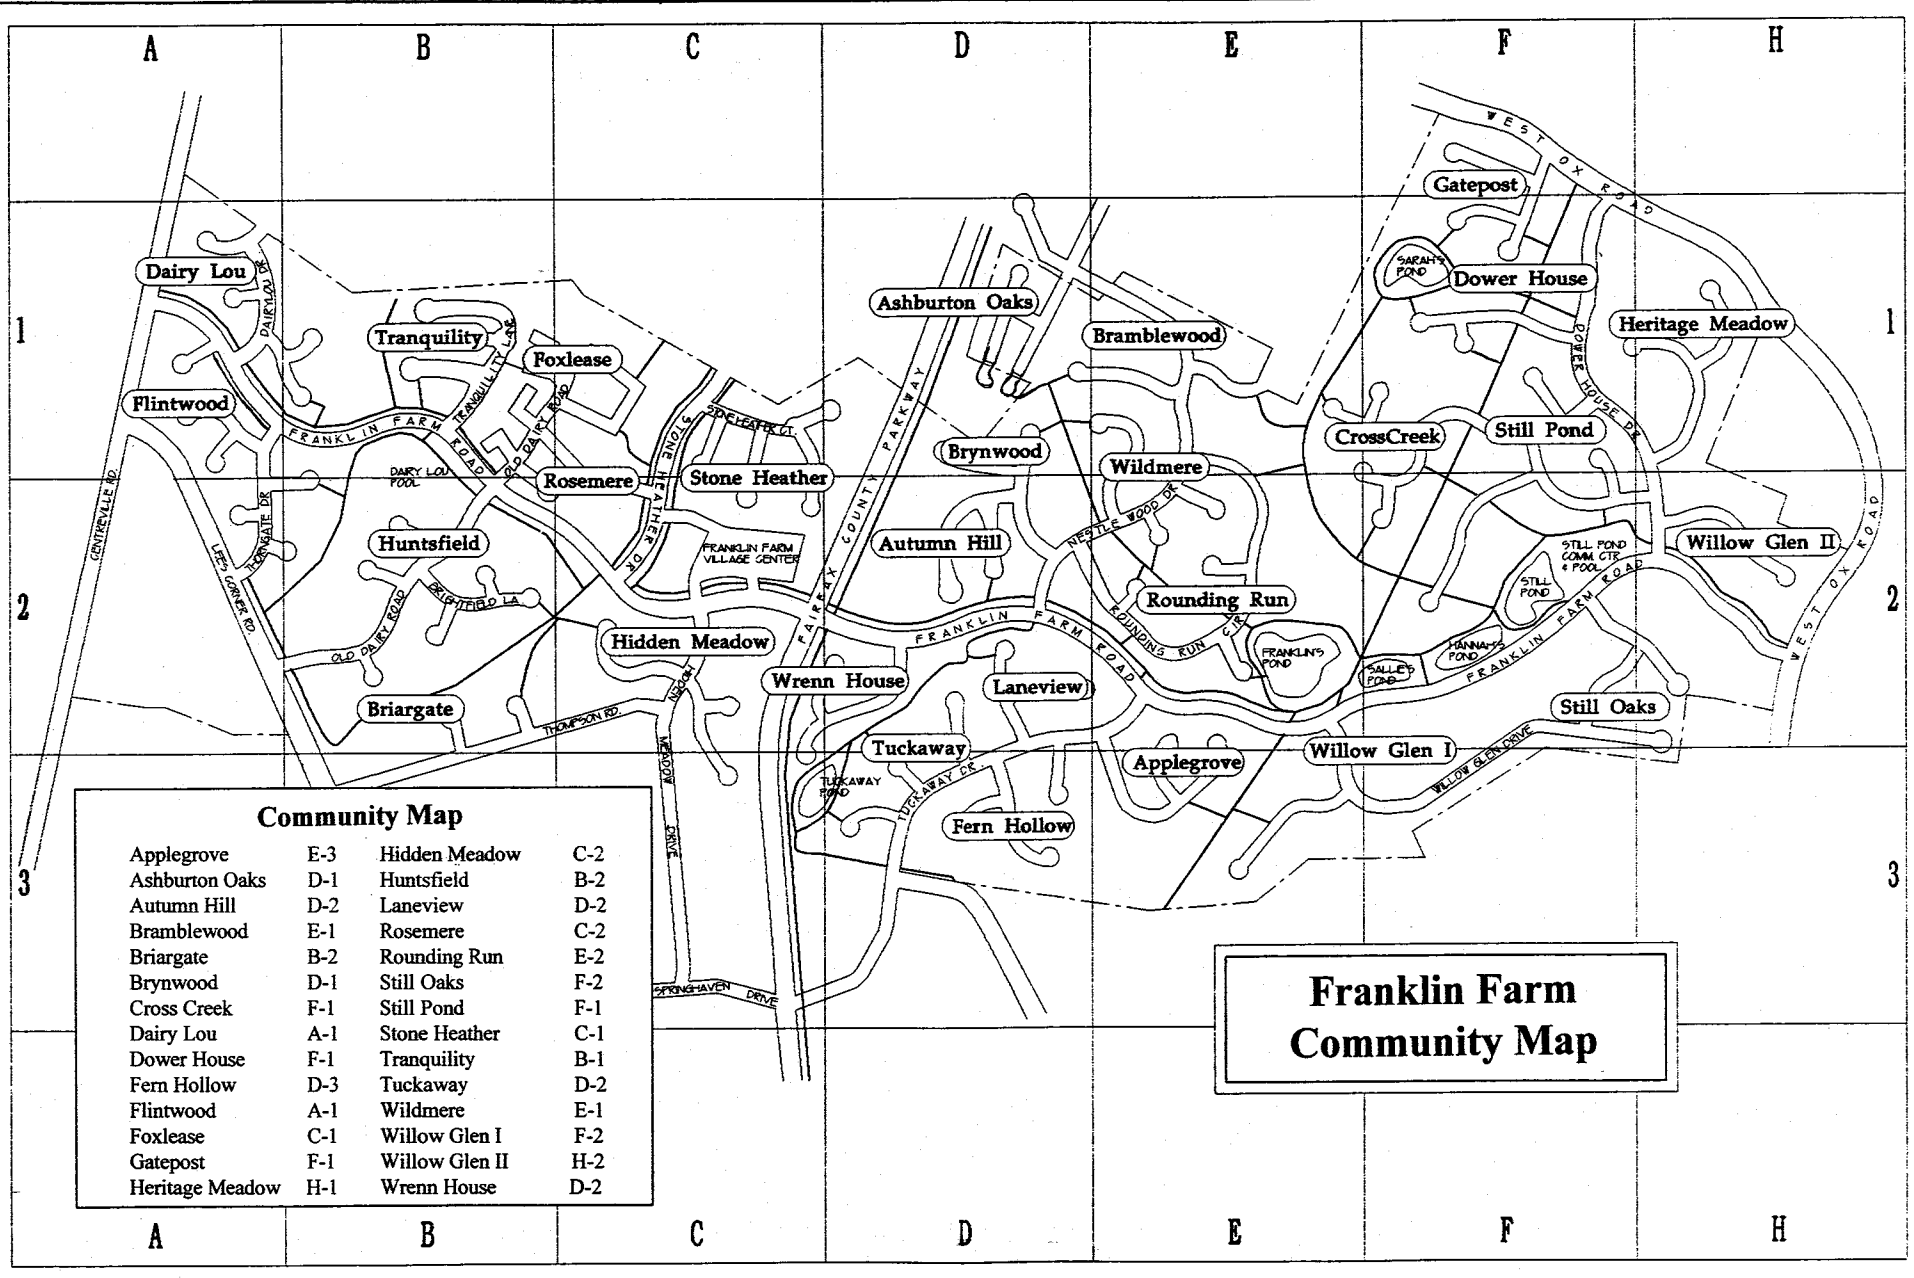 A B C D E F H
WEST OX ROAD
Gatepost
Dairy Lou
DAIRYLOU DR.
SARAH'S
POND
Dower House
Ashburton Oaks
1
Tranquility
TRANQUILITY LANE
Foxlease
Bramblewood
Heritage Meadow
1
DOWER HOUSE DR.
Flintwood
FRANKLIN FARM ROAD
OLD DAIRY ROAD
STONE HEATHER CT.
STONE HEATHER DR
FAIRFAX COUNTY PARKWAY
Brynwood
CrossCreek
Still Pond
DAIRY LOU
POOL
Rosemere
Stone Heather
Wildmere
CENTREVILLE RD.
LEES CORNER RD.
THORNGATE DR
NESTLE WOOD DR.
Huntsfield
FRANKLIN FARM
VILLAGE CENTER
Autumn Hill
STILL POND
COMM. CTR
& POOL
Willow Glen II
WEST OX ROAD
BRIGHTFIELD LA
STILL
POND
Rounding Run
2
2
OLD DAIRY ROAD
Hidden Meadow
FRANKLIN FARM ROAD
ROUNDING RUN CIR.
FRANKLIN'S
POND
HANNAH'S
POND
SALLIE'S
POND
FRANKLIN FARM ROAD
Wrenn House
Laneview
Briargate
THOMPSON RD.
HIDDEN
MEADOW
DRIVE
Still Oaks
Tuckaway
Applegrove
Willow Glen I
WILLOW GLEN DRIVE
TUCKAWAY
POND
TUCKAWAY DR.
Fern Hollow
3
3
Community Map
Applegrove E-3 Hidden Meadow C-2
Ashburton Oaks D-1 Huntsfield B-2
Autumn Hill D-2 Laneview D-2
Bramblewood E-1 Rosemere C-2
Briargate B-2 Rounding Run E-2
Brynwood D-1 Still Oaks F-2
Cross Creek F-1 Still Pond F-1
Dairy Lou A-1 Stone Heather C-1
Dower House F-1 Tranquility B-1
Fern Hollow D-3 Tuckaway D-2
Flintwood A-1 Wildmere E-1
Foxlease C-1 Willow Glen I F-2
Gatepost F-1 Willow Glen II H-2
Heritage Meadow H-1 Wrenn House D-2
SPRINGHAVEN DRIVE
Franklin Farm
Community Map
A B C D E F H